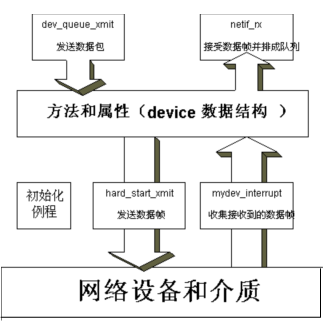 dev_queue_xmit
发送数据包
netif_rx
接受数据帧并排成队列
方法和属性（device 数据结构 ）
初始化
例程
hard_start_xmit
发送数据帧
mydev_interrupt
收集接收到的数据帧
网络设备和介质